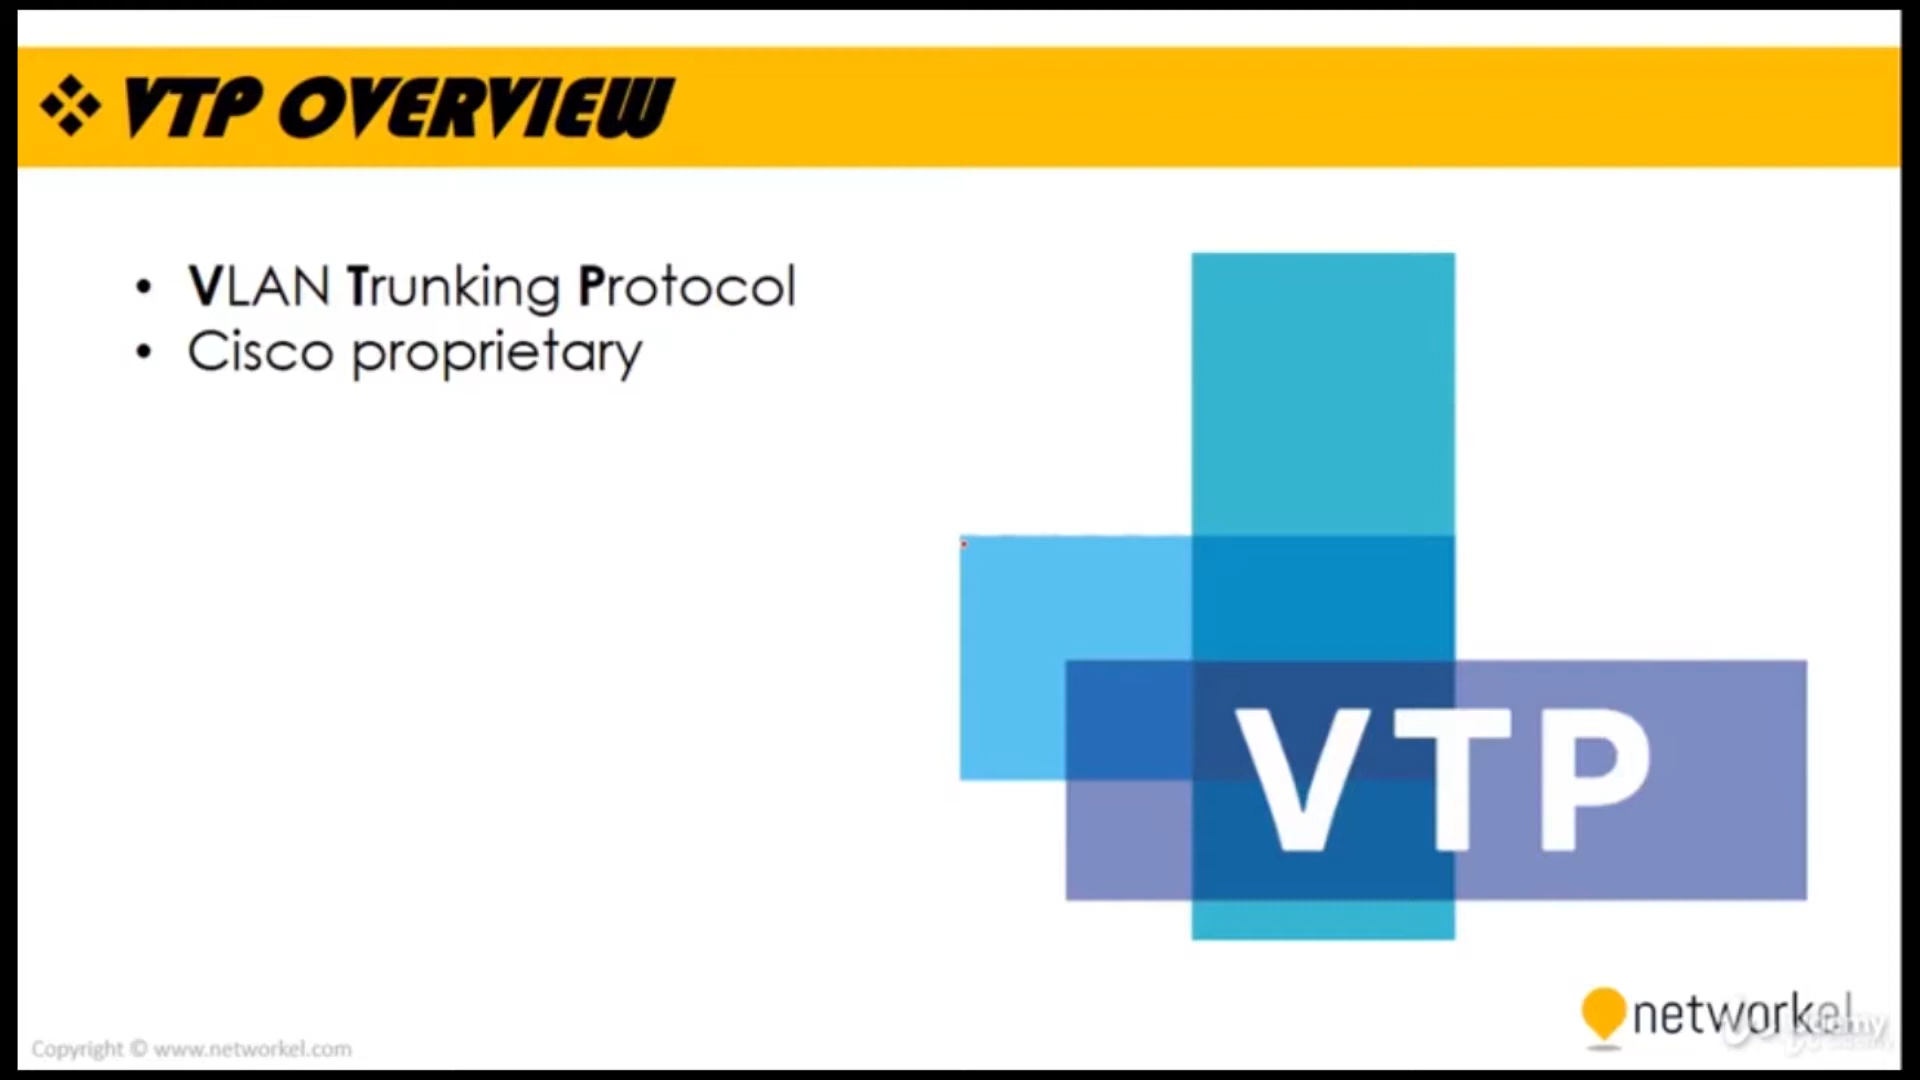 VTP OVERVIEW
• VLAN Trunking Protocol
• Cisco proprietary
VTP
networkel
Copyright © www.networkel.com